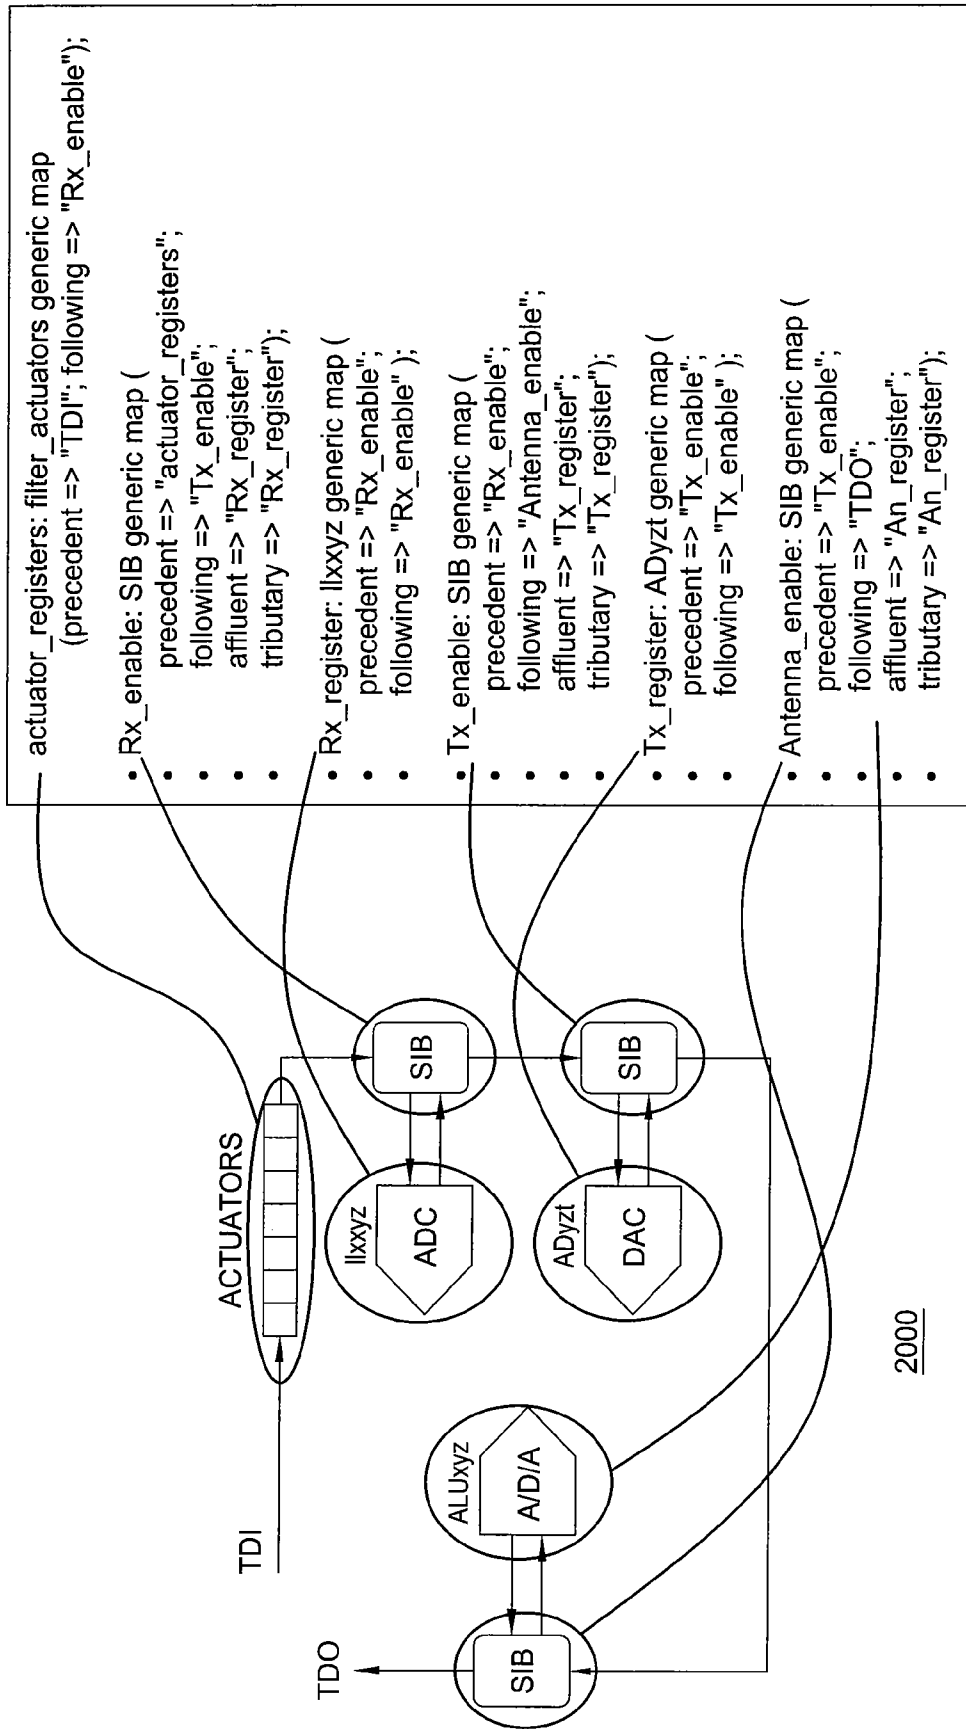 TDI
ACTUATORS
TDO
SIB
ALUxyz
A/D/A
llxxyz
ADC
SIB
ADyzt
DAC
SIB
2000
actuator_registers: filter_actuators generic map
(precedent => "TDI"; following => "Rx_enable");
• Rx_enable: SIB generic map (
• precedent => "actuator_registers";
• following => "Tx_enable";
• affluent => "Rx_register";
• tributary => "Rx_register");
• Rx_register: llxxyz generic map (
• precedent => "Rx_enable";
• following => "Rx_enable" );
• Tx_enable: SIB generic map (
• precedent => "Rx_enable";
• following => "Antenna_enable";
• affluent => "Tx_register";
• tributary => "Tx_register");
• Tx_register: ADyzt generic map (
• precedent => "Tx_enable";
• following => "Tx_enable" );
• Antenna_enable: SIB generic map (
• precedent => "Tx_enable";
• following => "TDO";
• affluent => "An_register";
• tributary => "An_register");